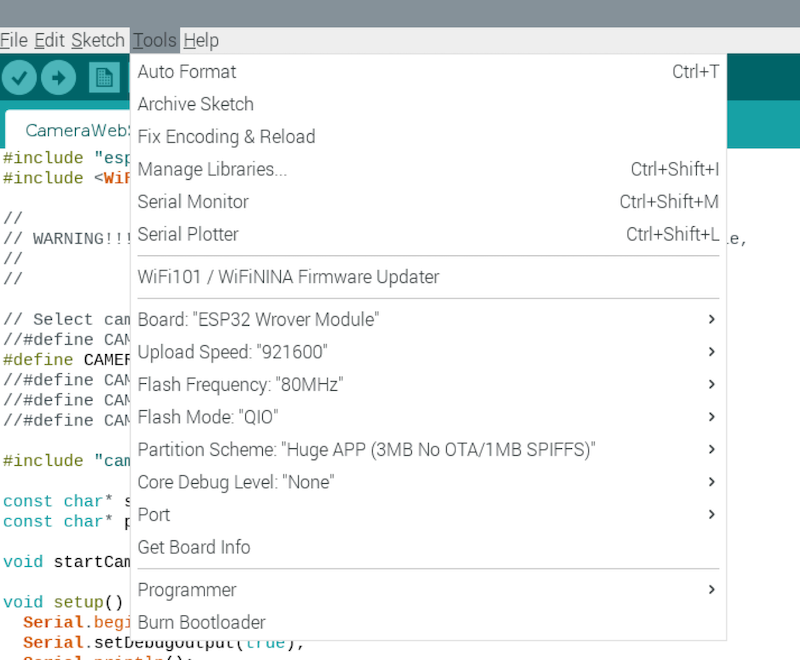 File Edit Sketch Tools Help
Auto Format Ctrl+T
Archive Sketch
CameraWebS
Fix Encoding & Reload
#include "esp
Manage Libraries... Ctrl+Shift+I
#include <WiF
Serial Monitor Ctrl+Shift+M
//
Serial Plotter Ctrl+Shift+L
// WARNING!!! e,
//
//
WiFi101 / WiFiNINA Firmware Updater
// Select cam
Board: "ESP32 Wrover Module"
//#define CAM
Upload Speed: "921600"
#define CAMER
Flash Frequency: "80MHz"
//#define CAM
//#define CAM
Flash Mode: "QIO"
//#define CAM
Partition Scheme: "Huge APP (3MB No OTA/1MB SPIFFS)"
#include "cam
Core Debug Level: "None"
const char* s
Port
const char* p
Get Board Info
void startCam
Programmer
void setup()
Burn Bootloader
Serial.begi
Serial.setDebugOutput(true);
Serial.println();